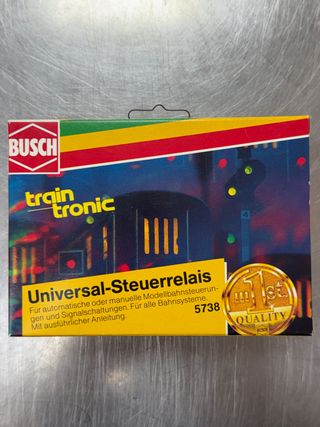 BUSCH
train
tronic
4
Universal-Steuerrelais
Für automatische oder manuelle Modellbahnsteuerun-
gen und Signalschaltungen. Für alle Bahnsysteme.
Mit ausführlicher Anleitung.
5738
1st
QUALITY